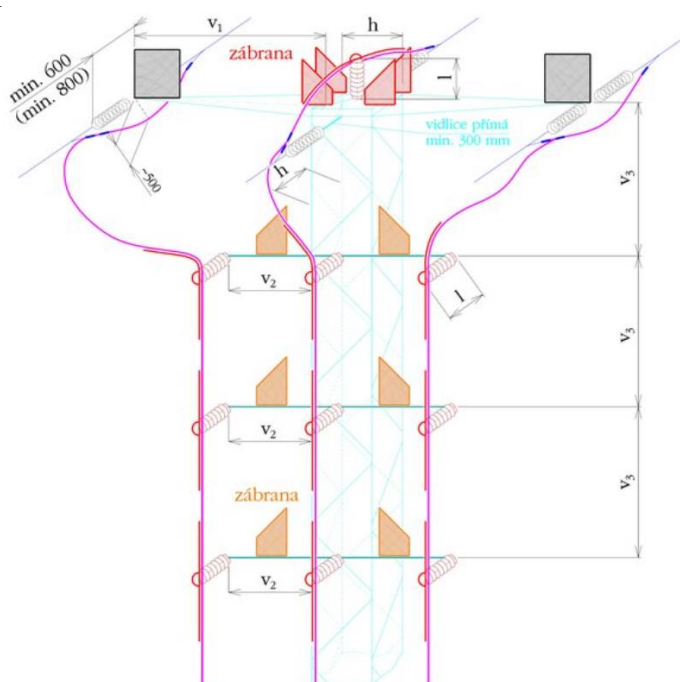 v₁
h
zábrana
min. 600
(min. 800)
l
vidlice přímá
min. 300 mm
~500
h
v₃
v₂
l
v₃
v₂
zábrana
v₃
v₂